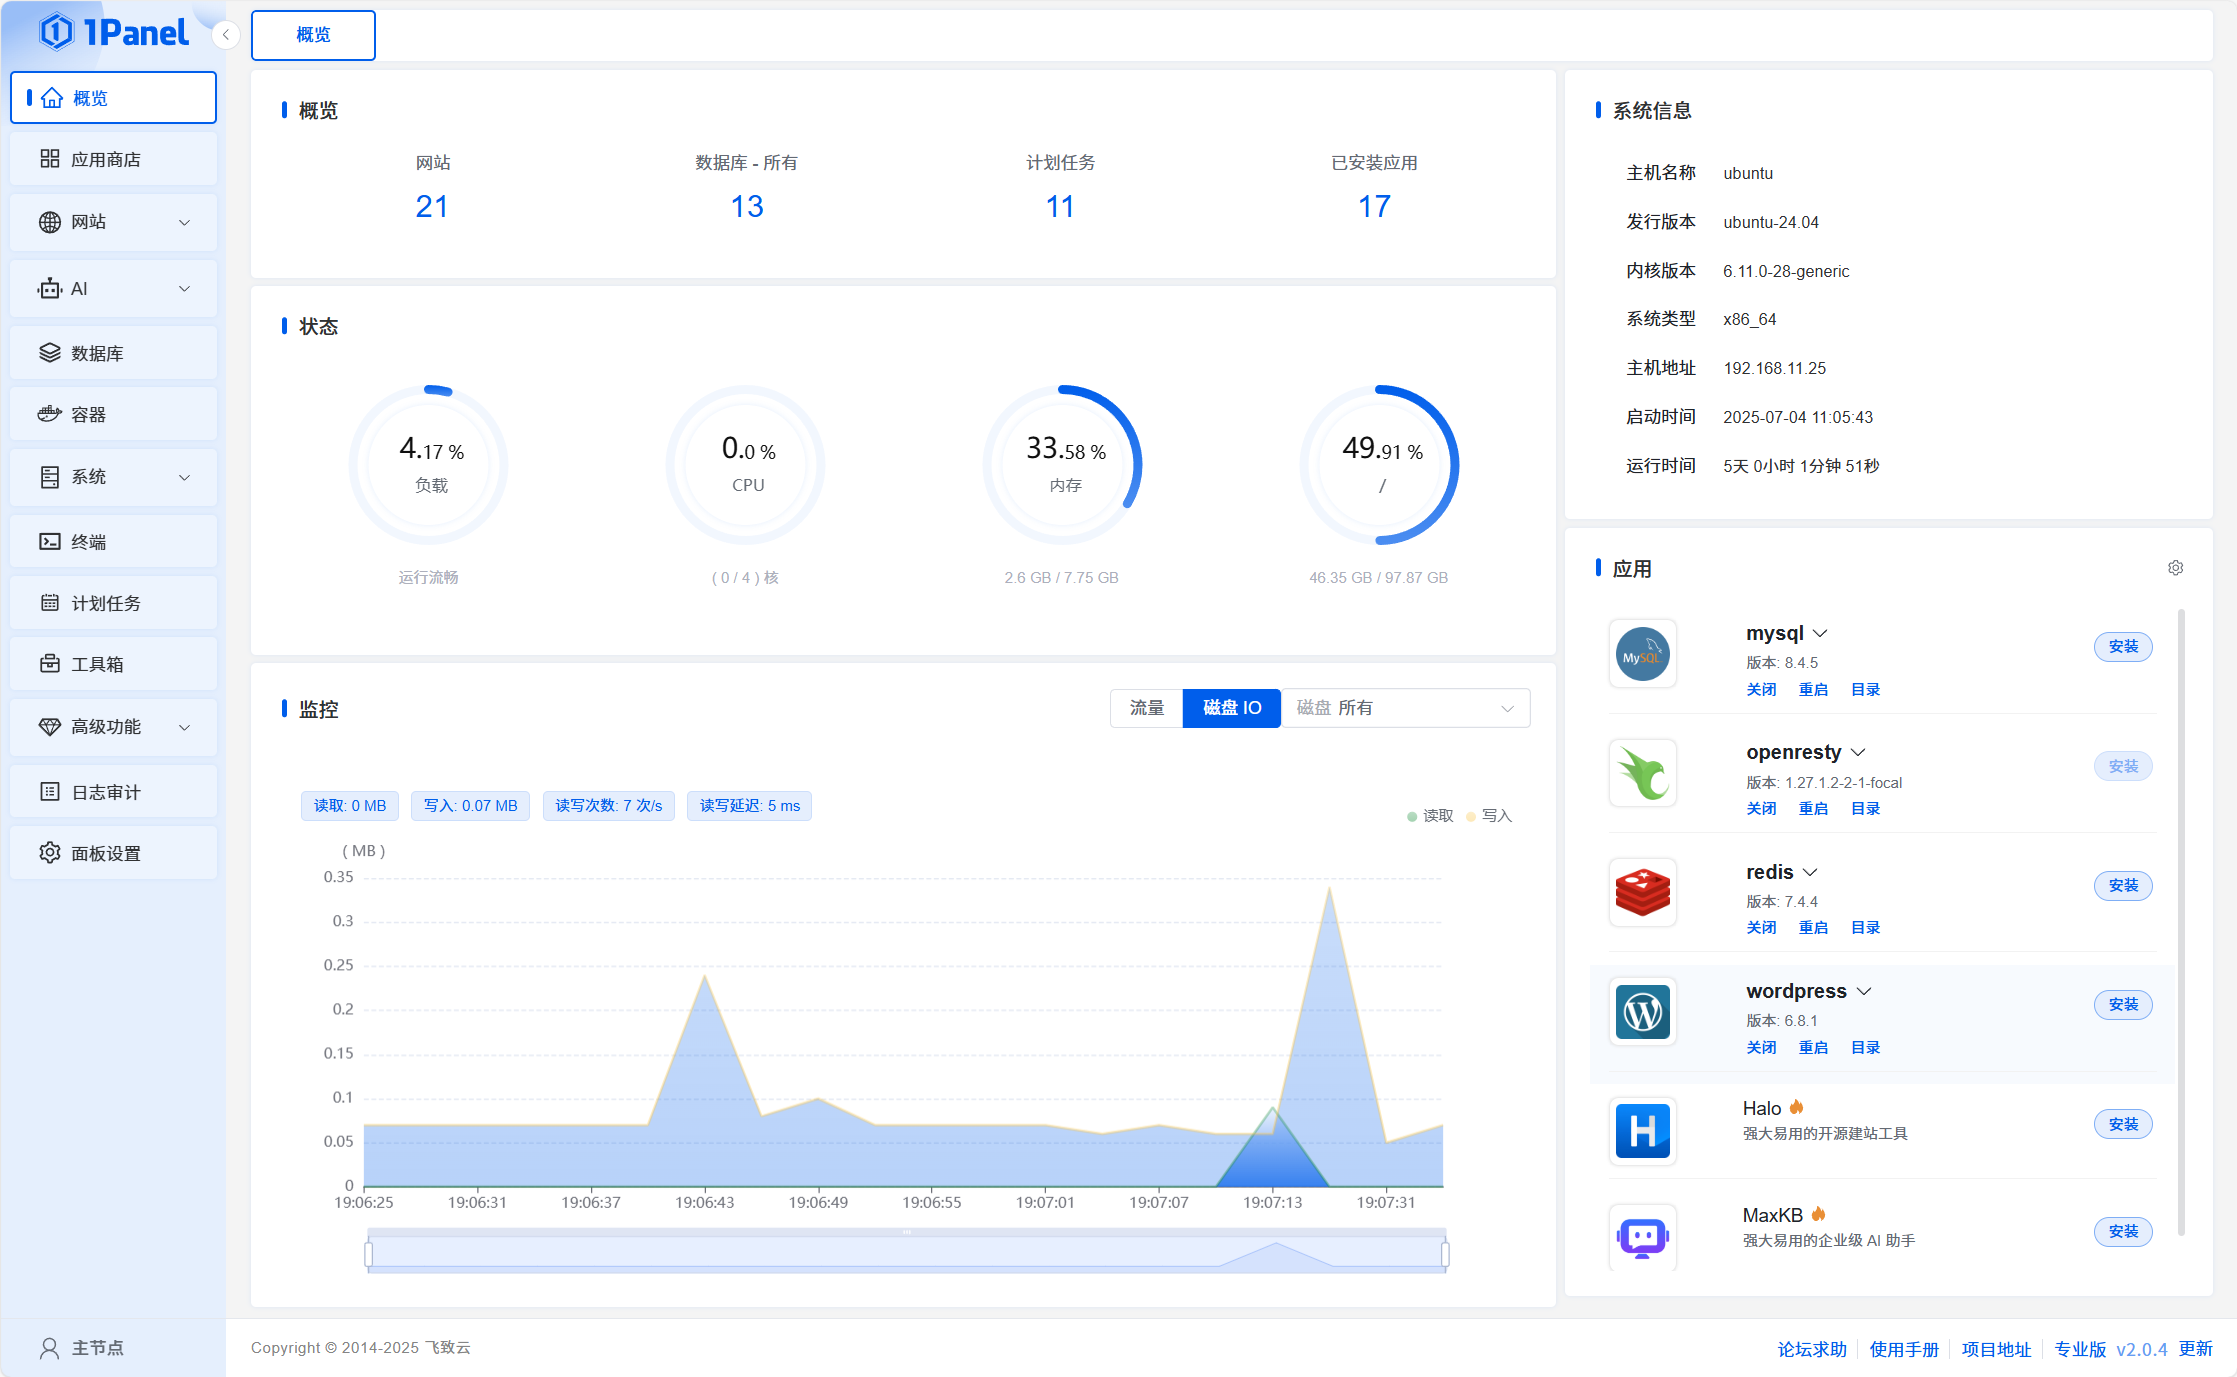 1Panel
概览
应用商店
网站
AI
数据库
容器
系统
终端
计划任务
工具箱
高级功能
日志审计
面板设置
主节点
概览
概览
网站 数据库 - 所有 计划任务 已安装应用
21 13 11 17
状态
4.17 % 0.0 % 33.58 % 49.91 %
负载 CPU 内存 /
运行流畅 ( 0 / 4 ) 核 2.6 GB / 7.75 GB 46.35 GB / 97.87 GB
监控
流量 磁盘 IO 磁盘 所有
读取: 0 MB 写入: 0.07 MB 读写次数: 7 次/s 读写延迟: 5 ms
读取 写入
( MB )
0.35
0.3
0.25
0.2
0.15
0.1
0.05
0
19:06:25 19:06:31 19:06:37 19:06:43 19:06:49 19:06:55 19:07:01 19:07:07 19:07:13 19:07:31
系统信息
主机名称 ubuntu
发行版本 ubuntu-24.04
内核版本 6.11.0-28-generic
系统类型 x86_64
主机地址 192.168.11.25
启动时间 2025-07-04 11:05:43
运行时间 5天 0小时 1分钟 51秒
应用
MySQL
mysql
版本: 8.4.5
关闭 重启 目录
安装
openresty
版本: 1.27.1.2-2-1-focal
关闭 重启 目录
安装
redis
版本: 7.4.4
关闭 重启 目录
安装
wordpress
版本: 6.8.1
关闭 重启 目录
安装
H
Halo
强大易用的开源建站工具
安装
MaxKB
强大易用的企业级 AI 助手
安装
Copyright © 2014-2025 飞致云
论坛求助 使用手册 项目地址 专业版 v2.0.4 更新